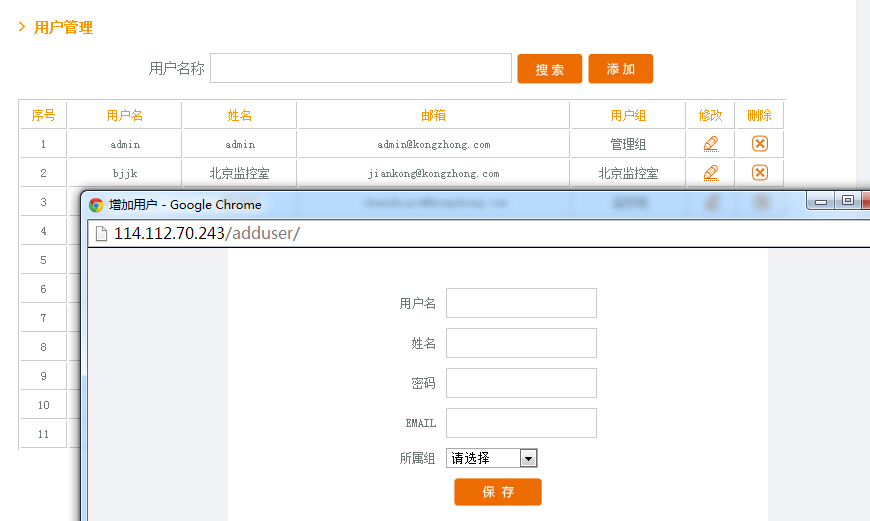 用户管理
用户名称 搜索 添加
序号 用户名 姓名 邮箱 用户组 修改 删除
1 admin admin admin@kongzhong.com 管理组
2 bjjk 北京监控室 jiankong@kongzhong.com 北京监控室
3
增加用户 - Google Chrome
114.112.70.243/adduser/
4
5
6
7
8
9
10
11
用户名
姓名
密码
EMAIL
所属组 请选择
保存